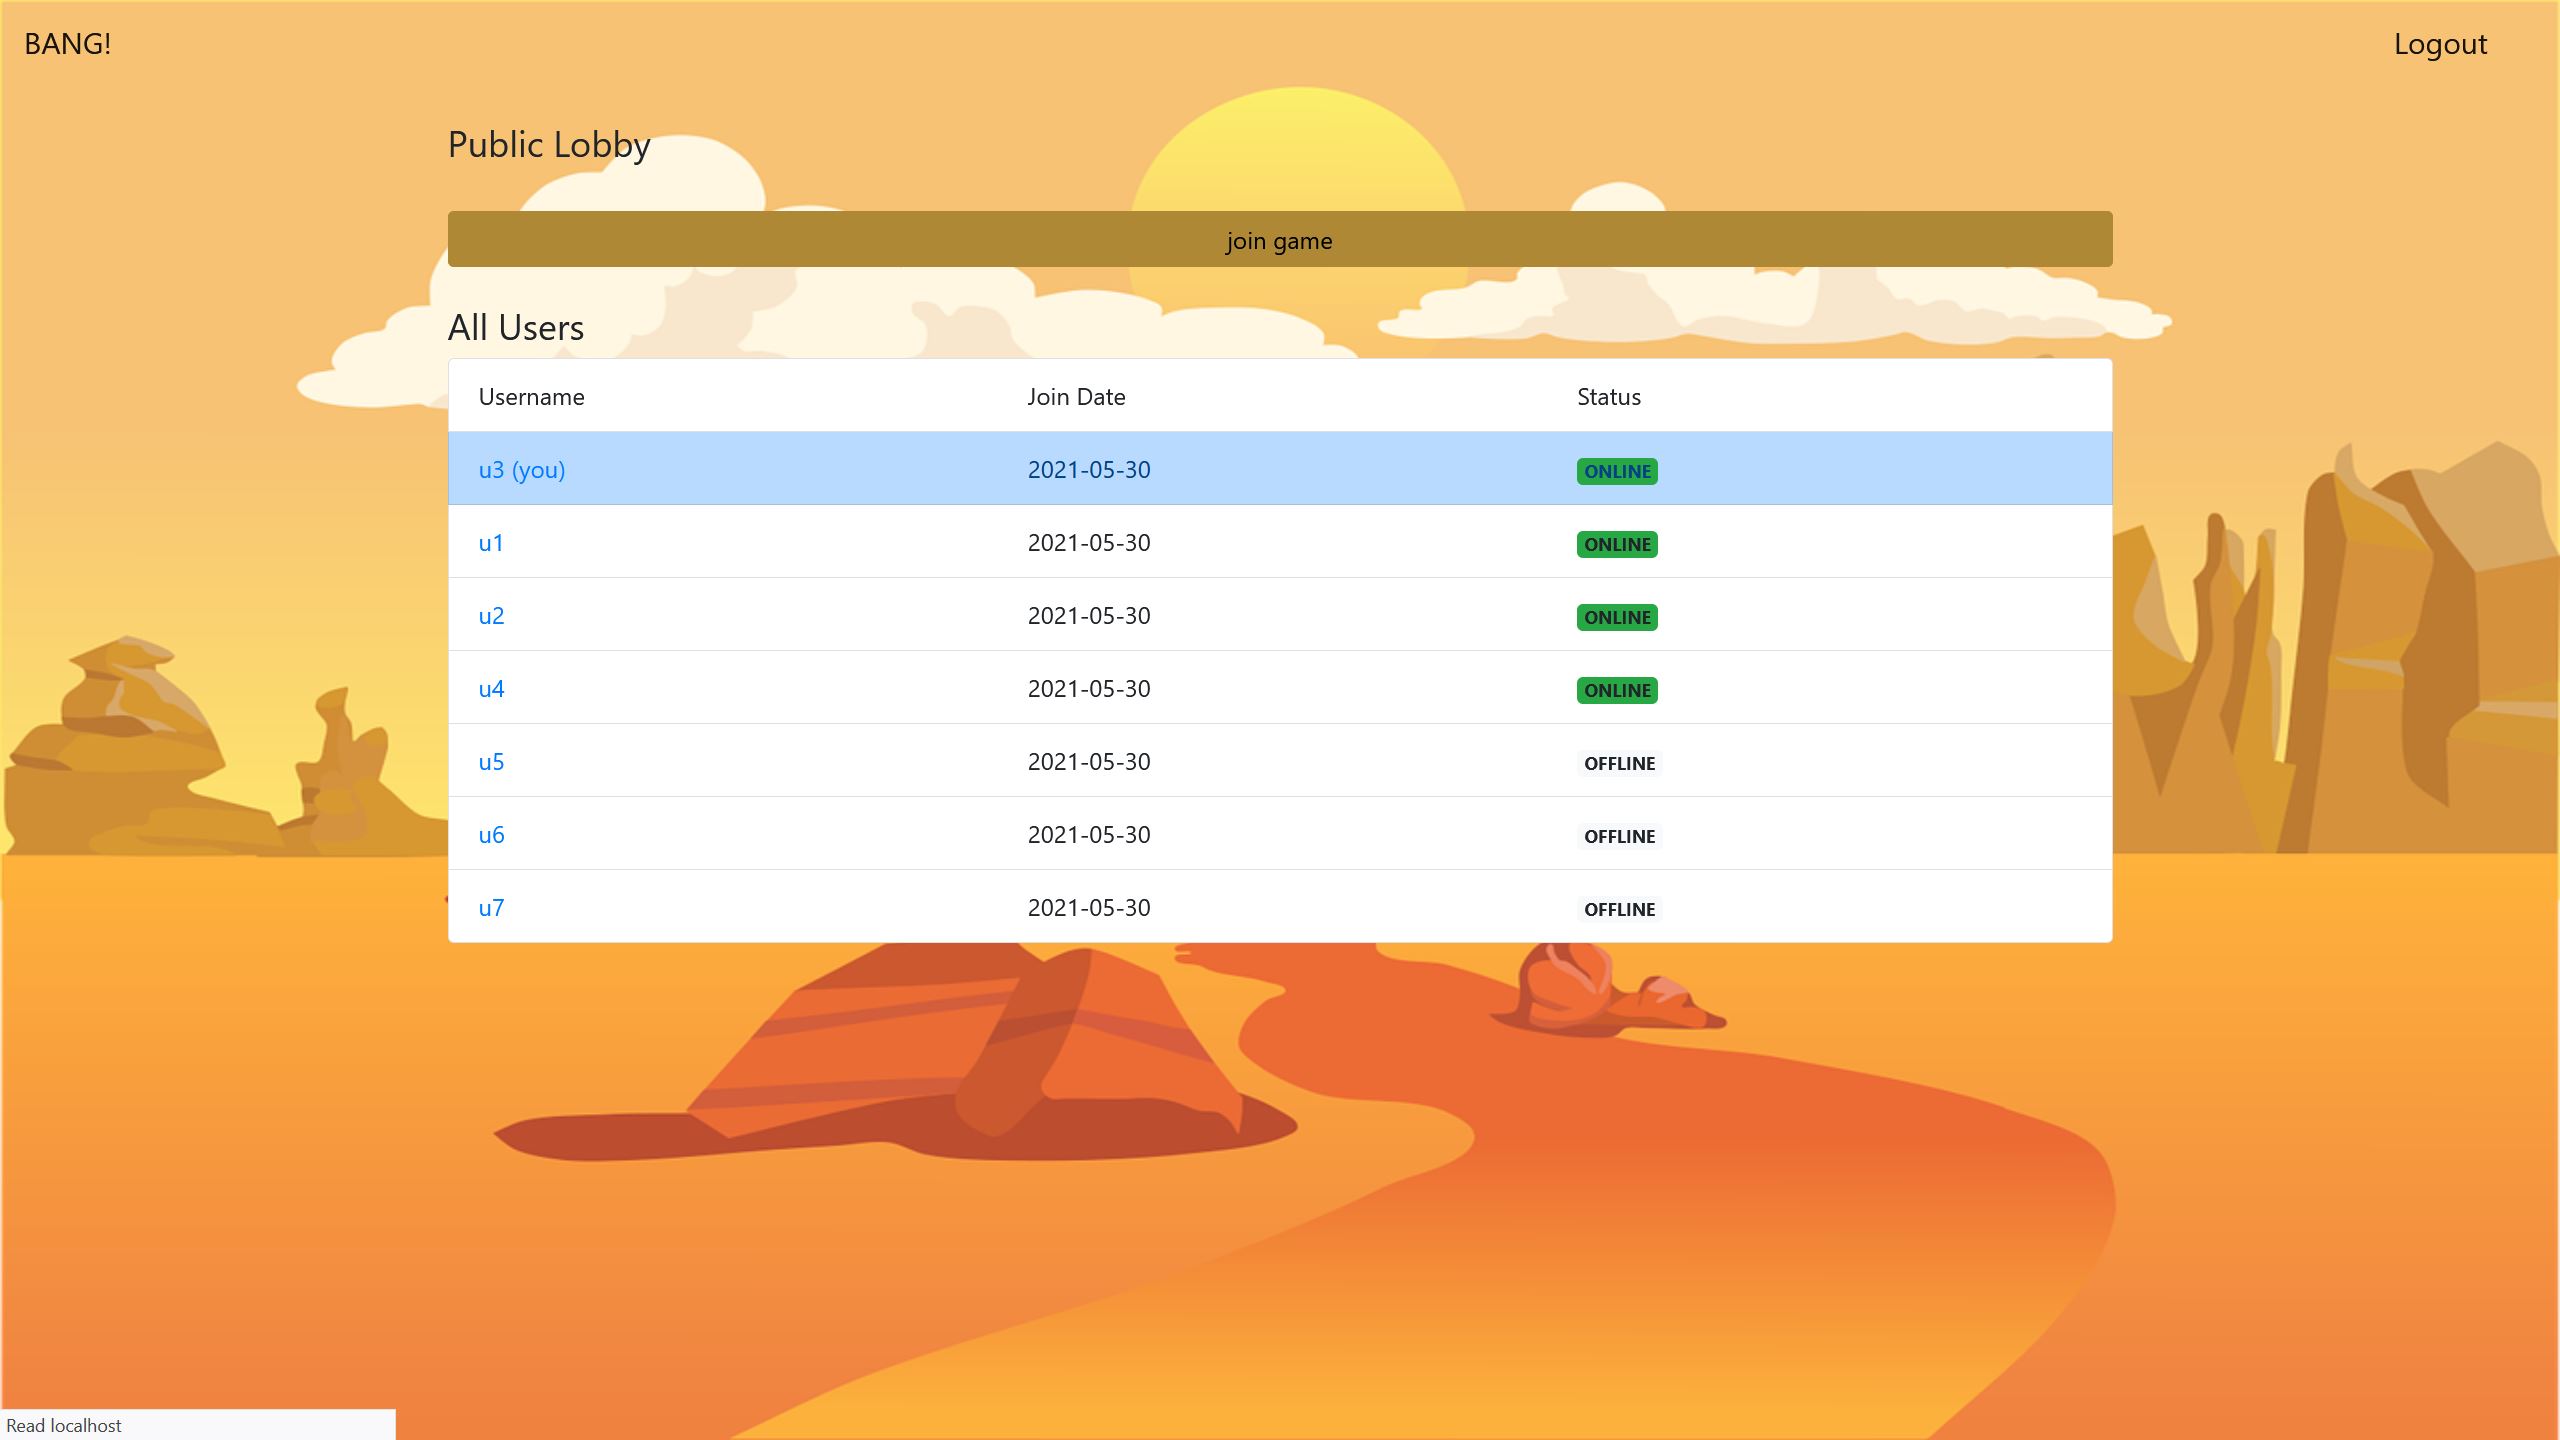 BANG! Logout
Public Lobby
join game
All Users
Username Join Date Status
u3 (you) 2021-05-30 ONLINE
u1 2021-05-30 ONLINE
u2 2021-05-30 ONLINE
u4 2021-05-30 ONLINE
u5 2021-05-30 OFFLINE
u6 2021-05-30 OFFLINE
u7 2021-05-30 OFFLINE
Read localhost